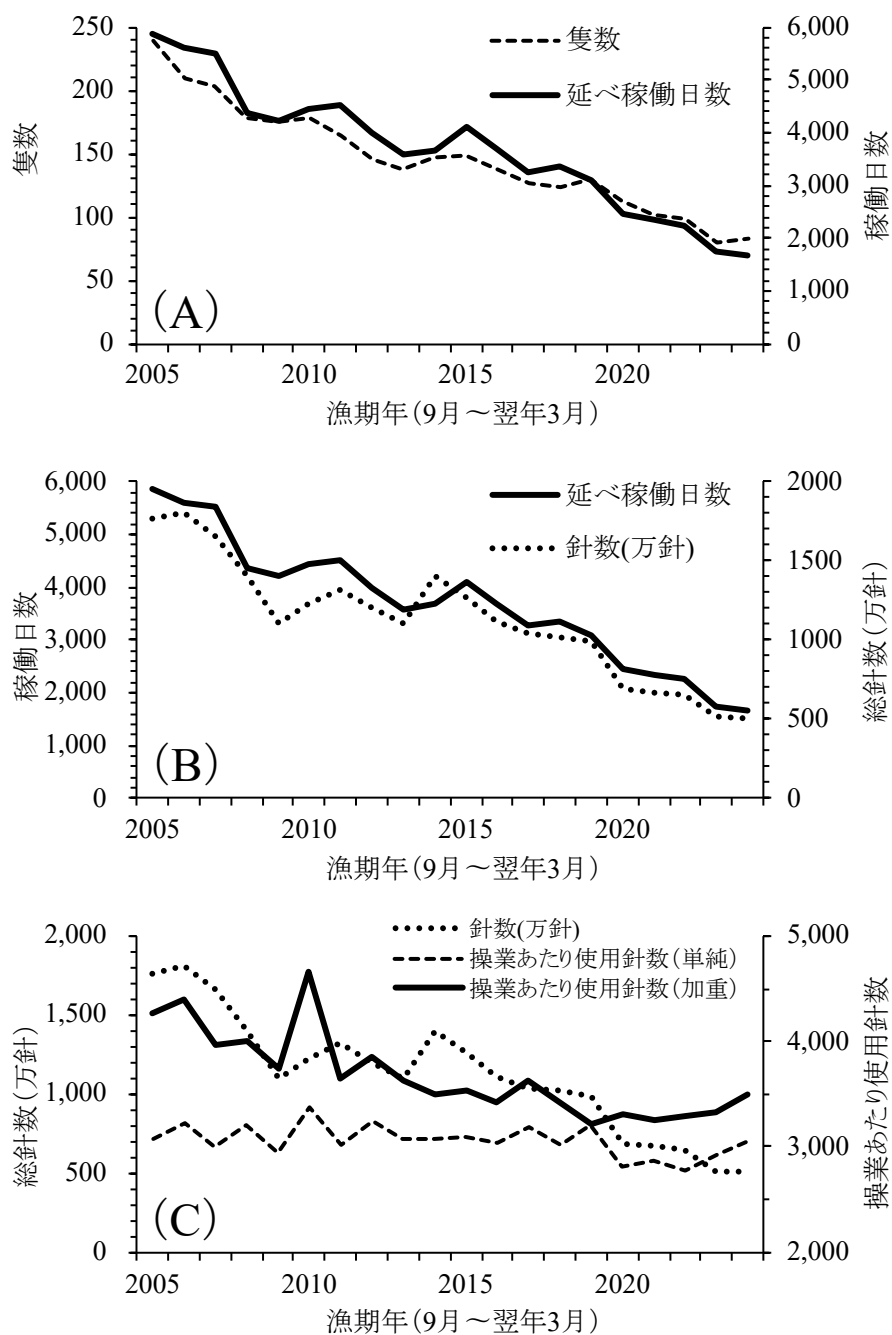 250
200
150
100
50
0
隻数
隻数
延べ稼働日数
6,000
5,000
4,000
3,000
2,000
1,000
0
稼働日数
(A)
2005
2010
2015
2020
漁期年(9月～翌年3月)
6,000
5,000
4,000
3,000
2,000
1,000
0
稼働日数
延べ稼働日数
針数(万針)
2000
1500
1000
500
0
総針数(万針)
(B)
2005
2010
2015
2020
漁期年(9月～翌年3月)
2,000
1,500
1,000
500
0
総針数(万針)
針数(万針)
操業あたり使用針数(単純)
操業あたり使用針数(加重)
5,000
4,000
3,000
2,000
操業あたり使用針数
(C)
2005
2010
2015
2020
漁期年(9月～翌年3月)